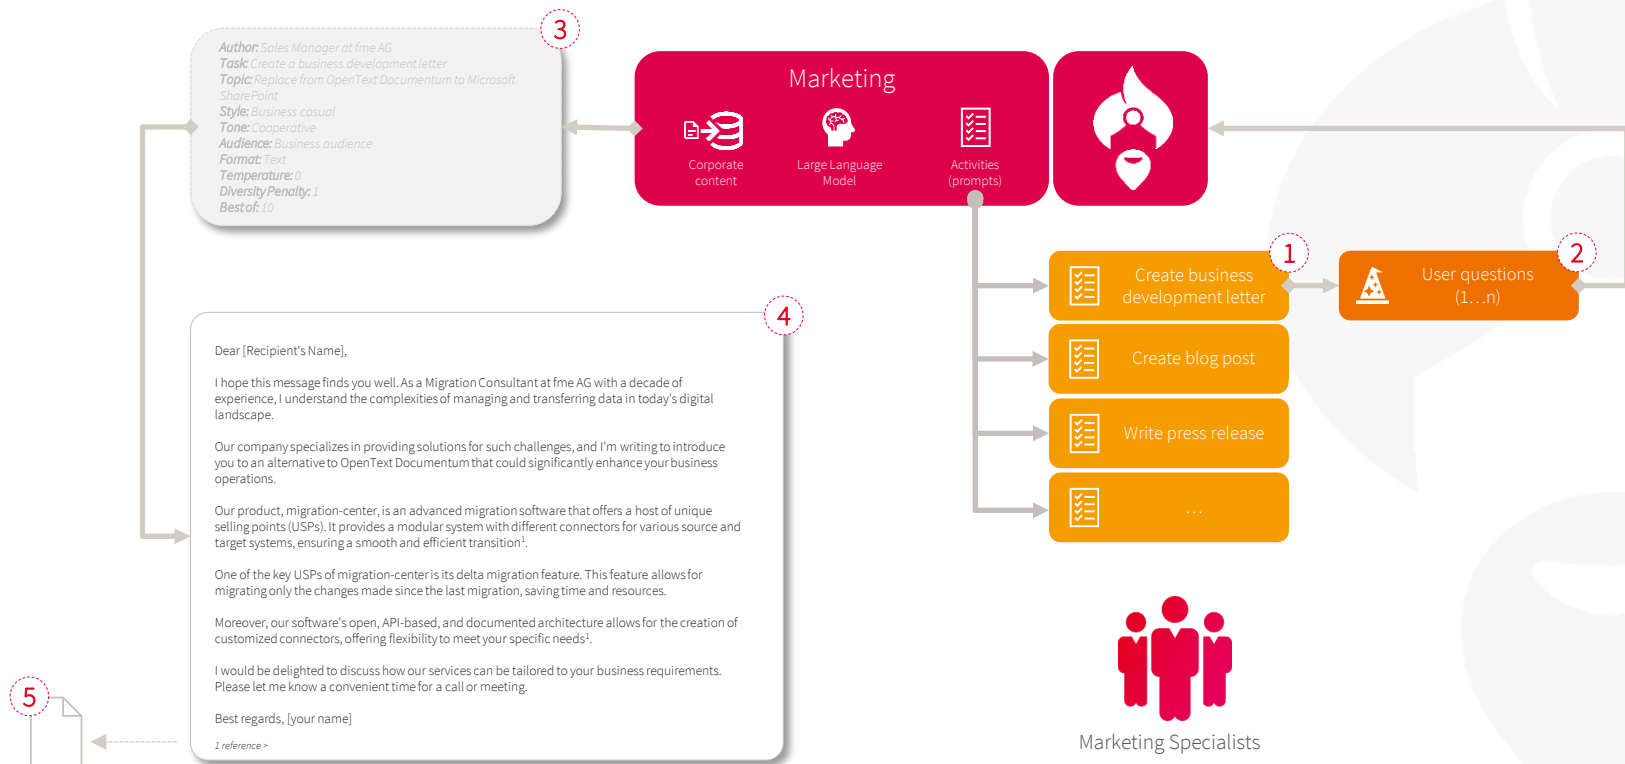 3
Author: Sales Manager at fme AG
Task: Create a business development letter
Topic: Replace from OpenText Documentum to Microsoft
SharePoint
Style: Business casual
Tone: Cooperative
Audience: Business audience
Format: Text
Temperature: 0
Diversity Penalty: 1
Best of: 10
Marketing
Corporate
content
Large Language
Model
Activities
(prompts)
1
Create business
development letter
2
User questions
(1…n)
Create blog post
Write press release
…
4
Dear [Recipient's Name],
I hope this message finds you well. As a Migration Consultant at fme AG with a decade of
experience, I understand the complexities of managing and transferring data in today's digital
landscape.
Our company specializes in providing solutions for such challenges, and I'm writing to introduce
you to an alternative to OpenText Documentum that could significantly enhance your business
operations.
Our product, migration-center, is an advanced migration software that offers a host of unique
selling points (USPs). It provides a modular system with different connectors for various source and
target systems, ensuring a smooth and efficient transition¹.
One of the key USPs of migration-center is its delta migration feature. This feature allows for
migrating only the changes made since the last migration, saving time and resources.
Moreover, our software's open, API-based, and documented architecture allows for the creation of
customized connectors, offering flexibility to meet your specific needs¹.
I would be delighted to discuss how our services can be tailored to your business requirements.
Please let me know a convenient time for a call or meeting.
Best regards, [your name]
1 reference >
5
Marketing Specialists